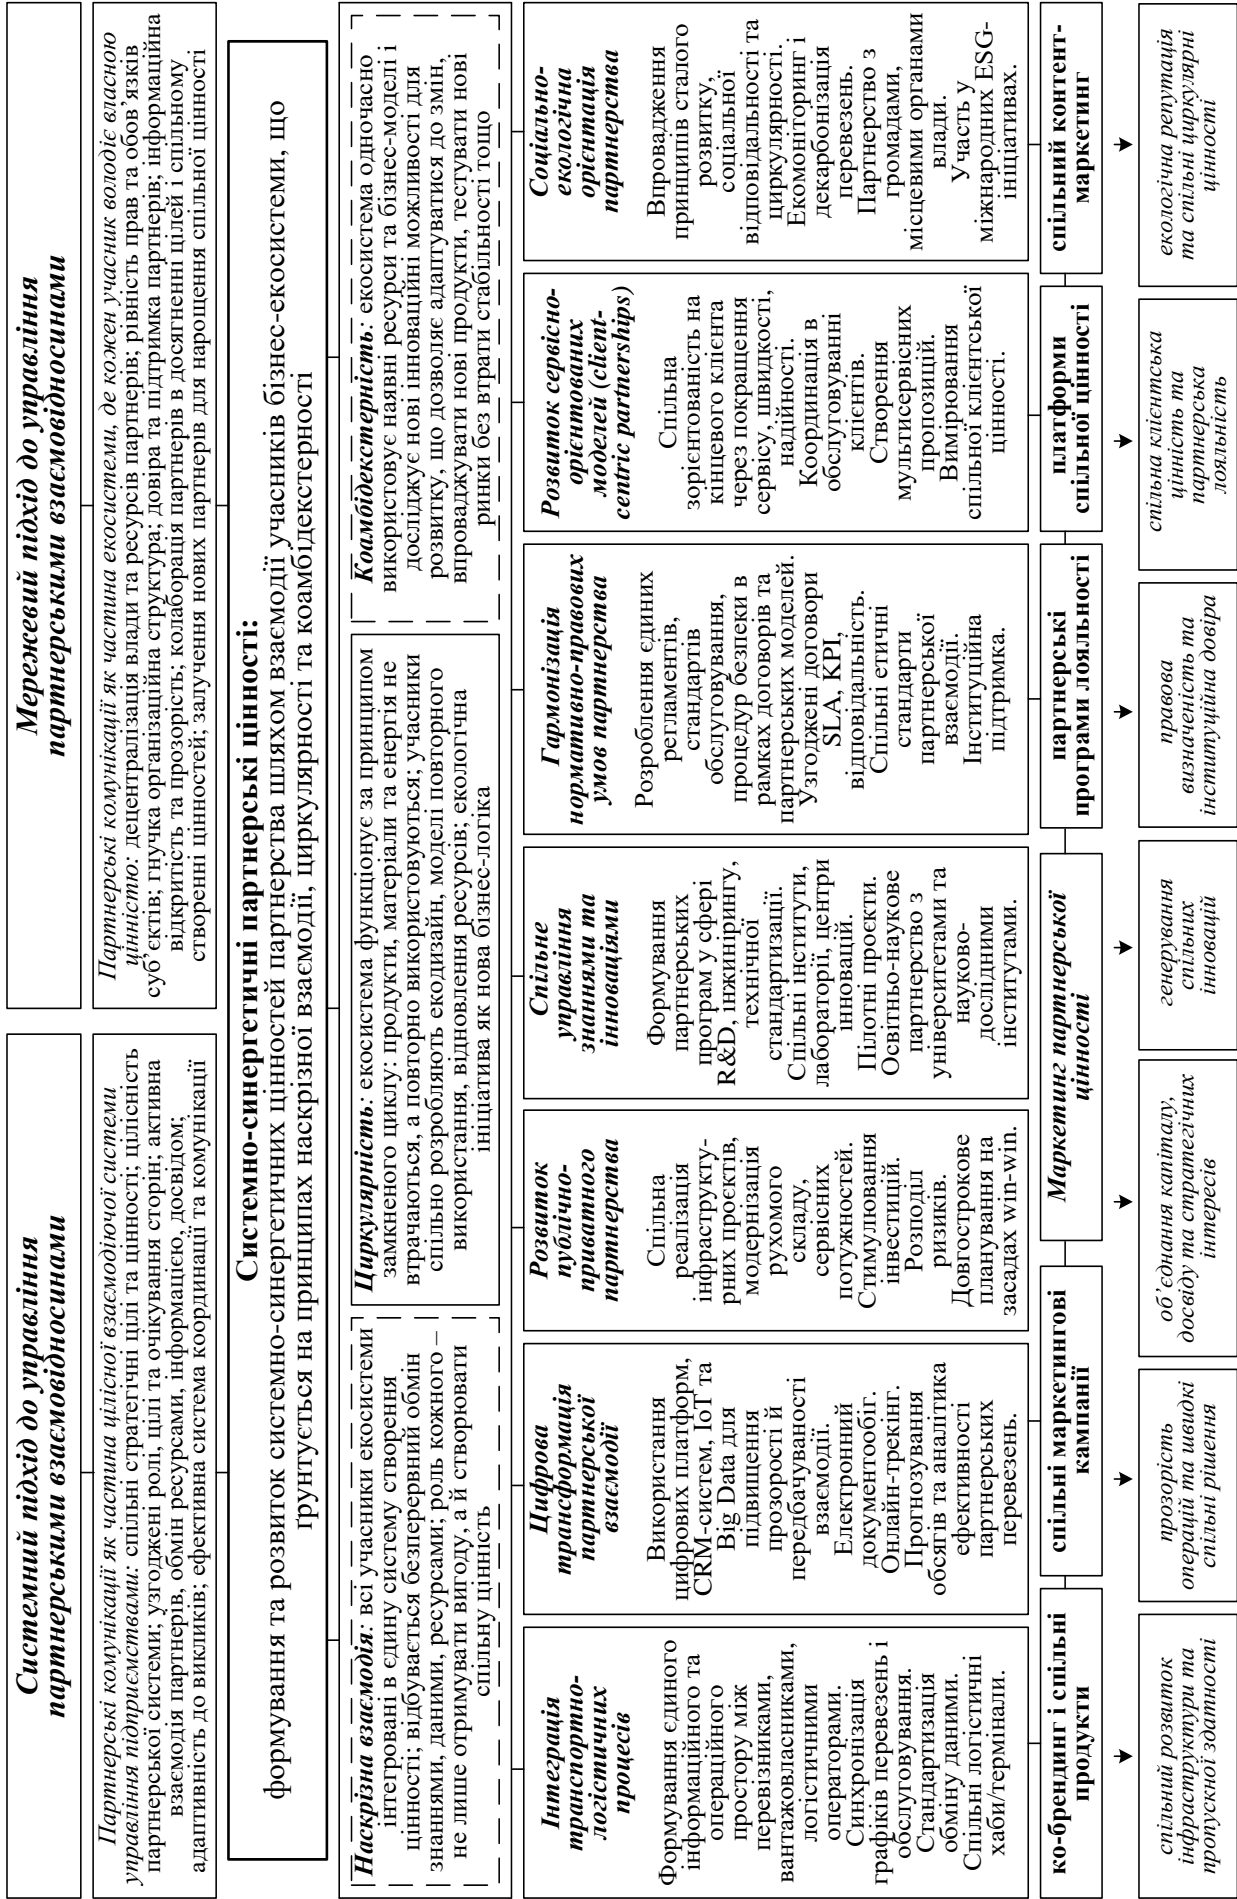 Системний підхід до управління
партнерськими взаємовідносинами
Мережевий підхід до управління
партнерськими взаємовідносинами
Партнерські комунікації як частина цілісної взаємодіючої системи
управління підприємствами: спільні стратегічні цілі та цінності; цілісність
партнерської системи; узгоджені ролі, цілі та очікування сторін; активна
взаємодія партнерів, обмін ресурсами, інформацією, досвідом;
адаптивність до викликів; ефективна система координації та комунікації
Партнерські комунікації як частина екосистеми, де кожен учасник володіє власною
цінністю: децентралізація влади та ресурсів партнерів; рівність прав та обов’язків
суб’єктів; гнучка організаційна структура; довіра та підтримка партнерів; інформаційна
відкритість та прозорість; колаборація партнерів в досягненні цілей і спільному
створенні цінностей; залучення нових партнерів для нарощення спільної цінності
Системно-синергетичні партнерські цінності:
формування та розвиток системно-синергетичних цінностей партнерства шляхом взаємодії учасників бізнес-екосистеми, що
ґрунтується на принципах наскрізної взаємодії, циркулярності та коамбідекстерності
Наскрізна взаємодія: всі учасники екосистеми
інтегровані в єдину систему створення
цінності; відбувається безперервний обмін
знаннями, даними, ресурсами; роль кожного –
не лише отримувати вигоду, а й створювати
спільну цінність
Циркулярність: екосистема функціонує за принципом
замкненого циклу: продукти, матеріали та енергія не
втрачаються, а повторно використовуються; учасники
спільно розробляють екодизайн, моделі повторного
використання, відновлення ресурсів; екологічна
ініціатива як нова бізнес-логіка
Коамбідекстерність: екосистема одночасно
використовує наявні ресурси та бізнес-моделі і
досліджує нові інноваційні можливості для
розвитку, що дозволяє адаптуватися до змін,
впроваджувати нові продукти, тестувати нові
ринки без втрати стабільності тощо
Інтеграція
транспортно-
логістичних
процесів
Формування єдиного
інформаційного та
операційного
простору між
перевізниками,
вантажовласниками,
логістичними
операторами.
Синхронізація
графіків перевезень і
обслуговування.
Стандартизація
обміну даними.
Спільні логістичні
хаби/термінали.
Цифрова
трансформація
партнерської
взаємодії
Використання
цифрових платформ,
CRM-систем, IoT та
Big Data для
підвищення
прозорості й
передбачуваності
взаємодії.
Електронний
документообіг.
Онлайн-трекінг.
Прогнозування
обсягів та аналітика
ефективності
партнерських
перевезень.
Розвиток
публічно-
приватного
партнерства
Спільна
реалізація
інфраструкту-
рних проєктів,
модернізація
рухомого
складу,
сервісних
потужностей.
Стимулювання
інвестицій.
Розподіл
ризиків.
Довгострокове
планування на
засадах win-win.
Спільне
управління
знаннями та
інноваціями
Формування
партнерських
програм у сфері
R&D, інжинірингу,
технічної
стандартизації.
Спільні інститути,
лабораторії, центри
інновацій.
Пілотні проєкти.
Освітньо-наукове
партнерство з
університетами та
науково-
дослідними
інститутами.
Гармонізація
нормативно-правових
умов партнерства
Розроблення єдиних
регламентів,
стандартів
обслуговування,
процедур безпеки в
рамках договорів та
партнерських моделей.
Узгоджені договори
SLA, KPI,
відповідальність.
Спільні етичні
стандарти
партнерської
взаємодії.
Інституційна
підтримка.
Розвиток сервісно-
орієнтованих
моделей (client-
centric partnerships)
Спільна
зорієнтованість на
кінцевого клієнта
через покращення
сервісу, швидкості,
надійності.
Координація в
обслуговуванні
клієнтів.
Створення
мультисервісних
пропозицій.
Вимірювання
спільної клієнтської
цінності.
Соціально-
екологічна
орієнтація
партнерства
Впровадження
принципів сталого
розвитку,
соціальної
відповідальності та
циркулярності.
Екомоніторинг і
декарбонізація
перевезень.
Партнерство з
громадами,
місцевими органами
влади.
Участь у
міжнародних ESG-
ініціативах.
ко-брендинг і спільні
продукти
спільні маркетингові
кампанії
Маркетинг партнерської
цінності
партнерські
програми лояльності
платформи
спільної цінності
спільний контент-
маркетинг
спільний розвиток
інфраструктури та
пропускної здатності
прозорість
операцій та швидкі
спільні рішення
об’єднання капіталу,
досвіду та стратегічних
інтересів
генерування
спільних
інновацій
правова
визначеність та
інституційна довіра
спільна клієнтська
цінність та
партнерська
лояльність
екологічна репутація
та спільні циркулярні
цінності